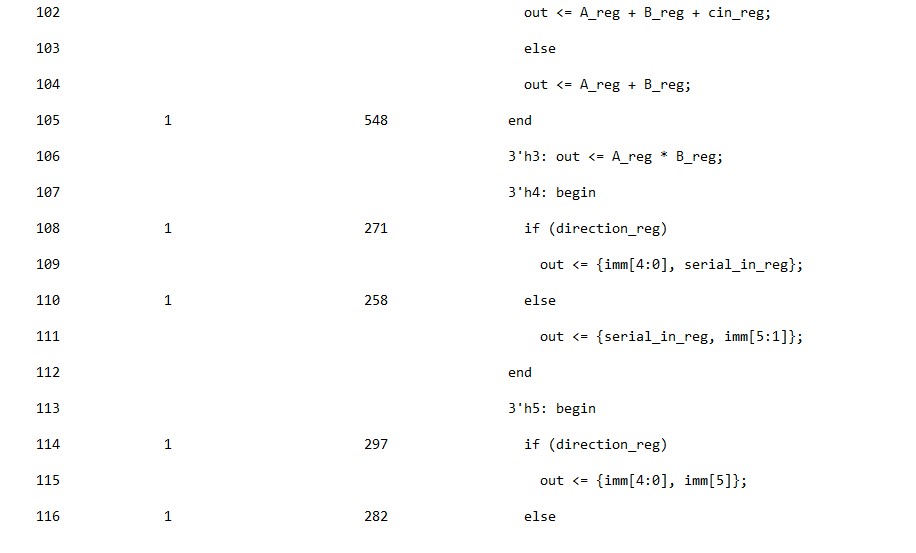 102 out <= A_reg + B_reg + cin_reg;
103 else
104 out <= A_reg + B_reg;
105 1 548 end
106 3'h3: out <= A_reg * B_reg;
107 3'h4: begin
108 1 271 if (direction_reg)
109 out <= {imm[4:0], serial_in_reg};
110 1 258 else
111 out <= {serial_in_reg, imm[5:1]};
112 end
113 3'h5: begin
114 1 297 if (direction_reg)
115 out <= {imm[4:0], imm[5]};
116 1 282 else